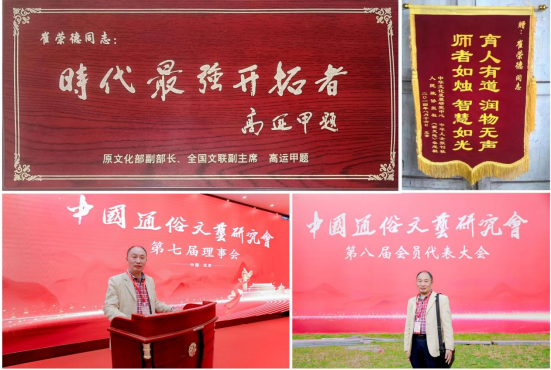 崔荣德同志:
時代最強开拓者
高运甲题
原文化部副部长、全国文联副主席 高运甲题
赠:崔荣德 同志
育人有道 润物无声
师者如烛 智慧如光
中國通俗文藝研究會
第七届理事会
中國通俗文藝研究會
第八届会员代表大会